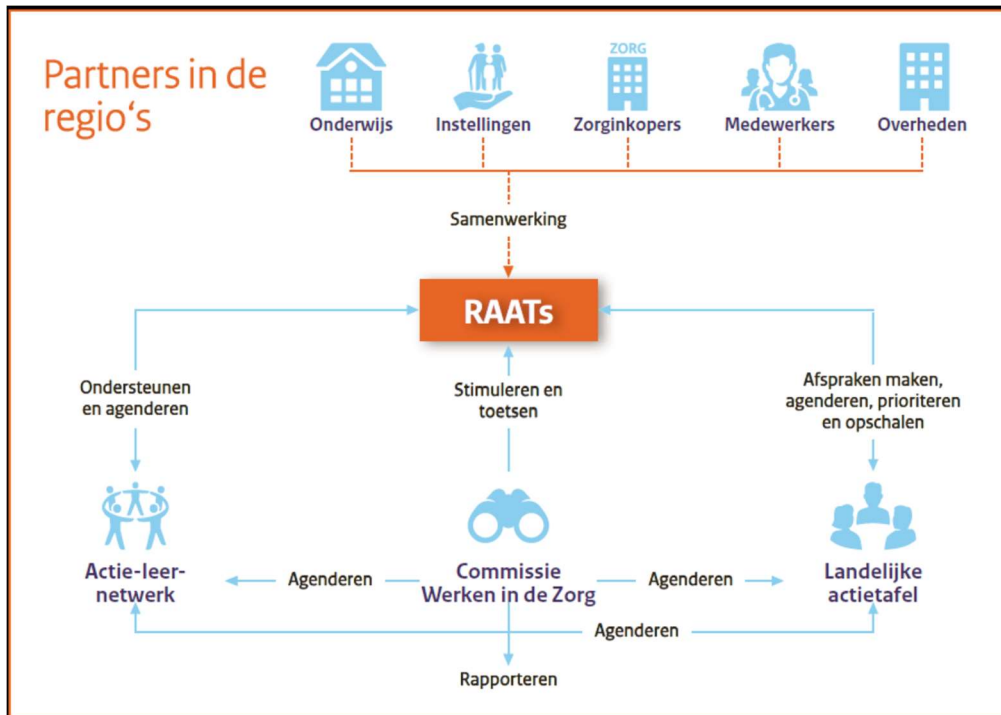 Partners in de
regio‘s
ZORG
Onderwijs
Instellingen
Zorginkopers
Medewerkers
Overheden
Samenwerking
RAATs
Ondersteunen
en agenderen
Stimuleren en
toetsen
Afspraken maken,
agenderen, prioriteren
en opschalen
Actie-leer-
netwerk
Agenderen
Commissie
Werken in de Zorg
Agenderen
Landelijke
actietafel
Agenderen
Rapporteren